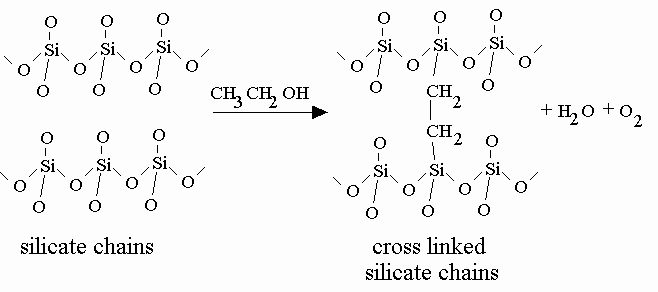 O O O
Si Si Si
O O O O
O O O
CH3 CH2 OH
O O O
Si Si Si
O O O O
O O
CH2
CH2
+ H2O + O2
O O O
Si Si Si
O O O O
O O O
O O
Si Si Si
O O O O
O O O
silicate chains
cross linked
silicate chains